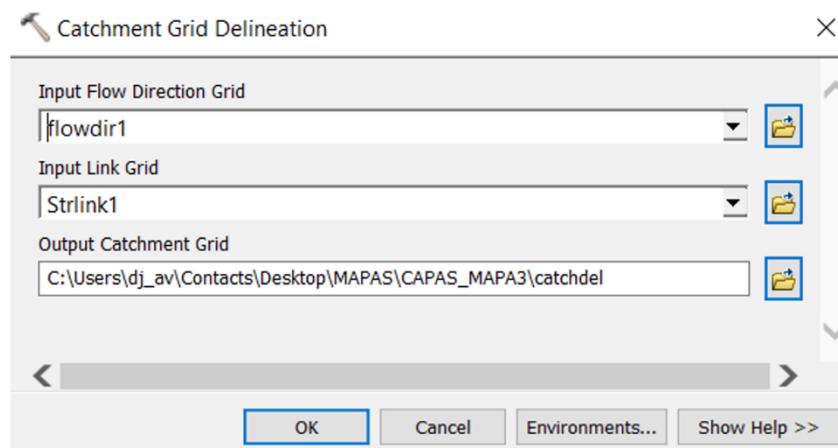 Catchment Grid Delineation
Input Flow Direction Grid
flowdir1
Input Link Grid
Strlink1
Output Catchment Grid
C:\Users\dj_av\Contacts\Desktop\MAPAS\CAPAS_MAPA3\catchdel
OK Cancel Environments... Show Help >>